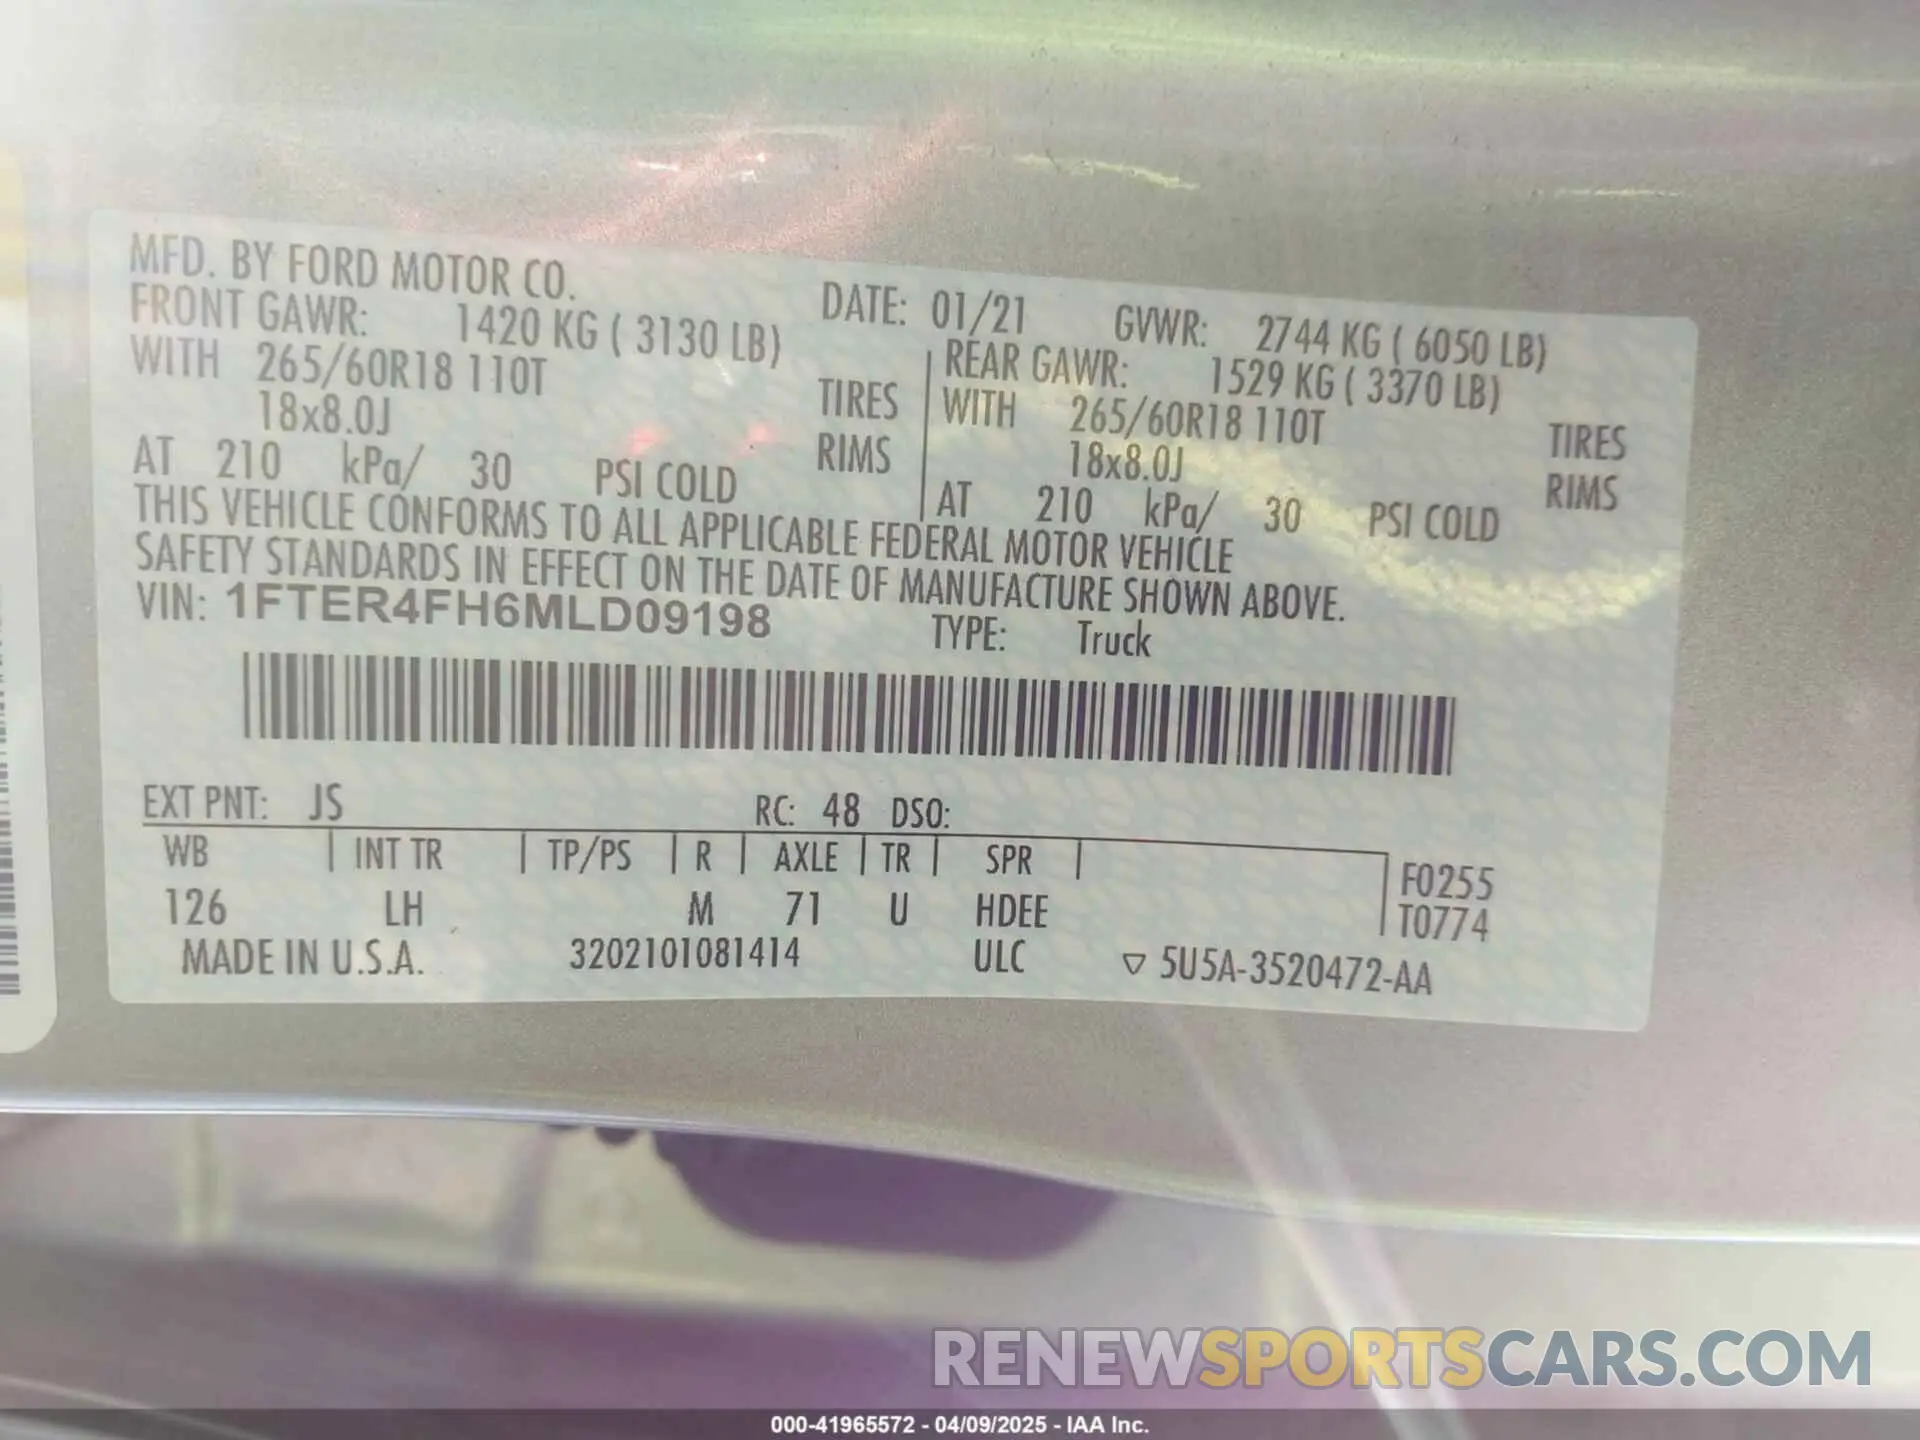 MFD. BY FORD MOTOR CO.
DATE: 01/21 GVWR: 2744 KG ( 6050 LB)
FRONT GAWR: 1420 KG ( 3130 LB)
WITH 265/60R18 110T TIRES
18x8.0J RIMS
AT 210 kPa/ 30 PSI COLD
REAR GAWR: 1529 KG ( 3370 LB)
WITH 265/60R18 110T TIRES
18x8.0J RIMS
AT 210 kPa/ 30 PSI COLD
THIS VEHICLE CONFORMS TO ALL APPLICABLE FEDERAL MOTOR VEHICLE
SAFETY STANDARDS IN EFFECT ON THE DATE OF MANUFACTURE SHOWN ABOVE.
VIN: 1FTER4FH6MLD09198 TYPE: Truck
EXT PNT: JS RC: 48 DSO:
WB | INT TR | TP/PS | R | AXLE | TR | SPR |
126 LH M 71 U HDEE
F0255
T0774
MADE IN U.S.A. 3202101081414 ULC ▽ 5U5A-3520472-AA
RENEWSPORTSCARS.COM
000-41965572 - 04/09/2025 - IAA Inc.